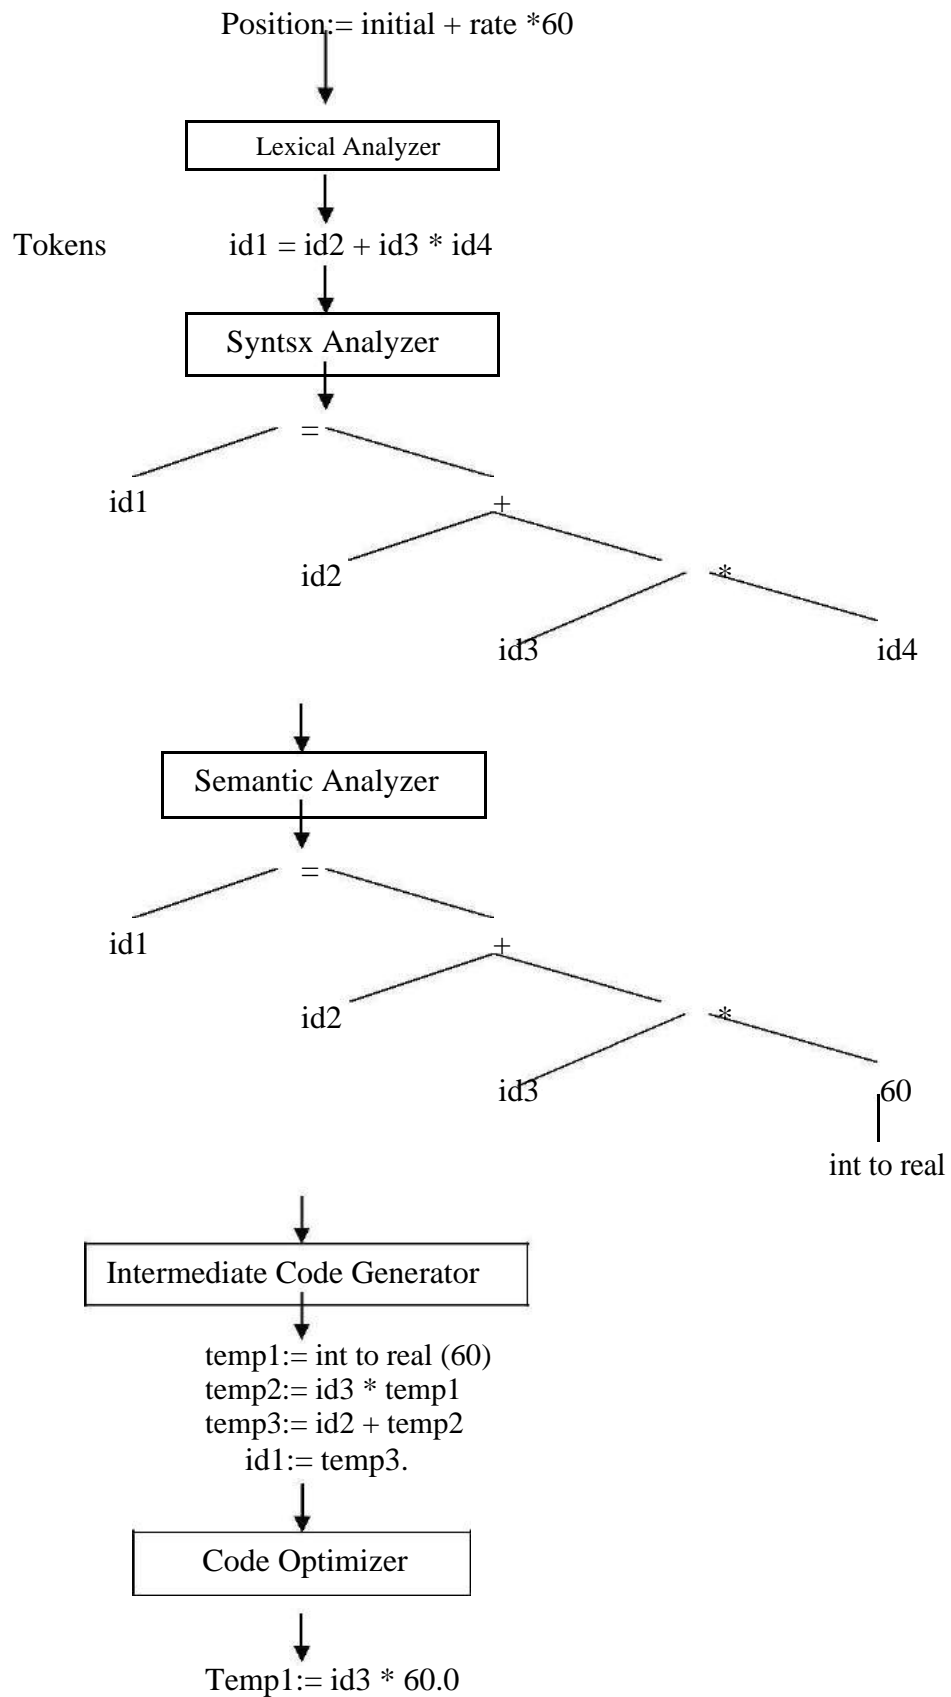 Position:= initial + rate *60
Lexical Analyzer
Tokens id1 = id2 + id3 * id4
Syntsx Analyzer
=
id1
+
id2
*
id3 id4
Semantic Analyzer
=
id1
+
id2
*
id3 60
int to real
Intermediate Code Generator
temp1:= int to real (60)
temp2:= id3 * temp1
temp3:= id2 + temp2
id1:= temp3.
Code Optimizer
Temp1:= id3 * 60.0